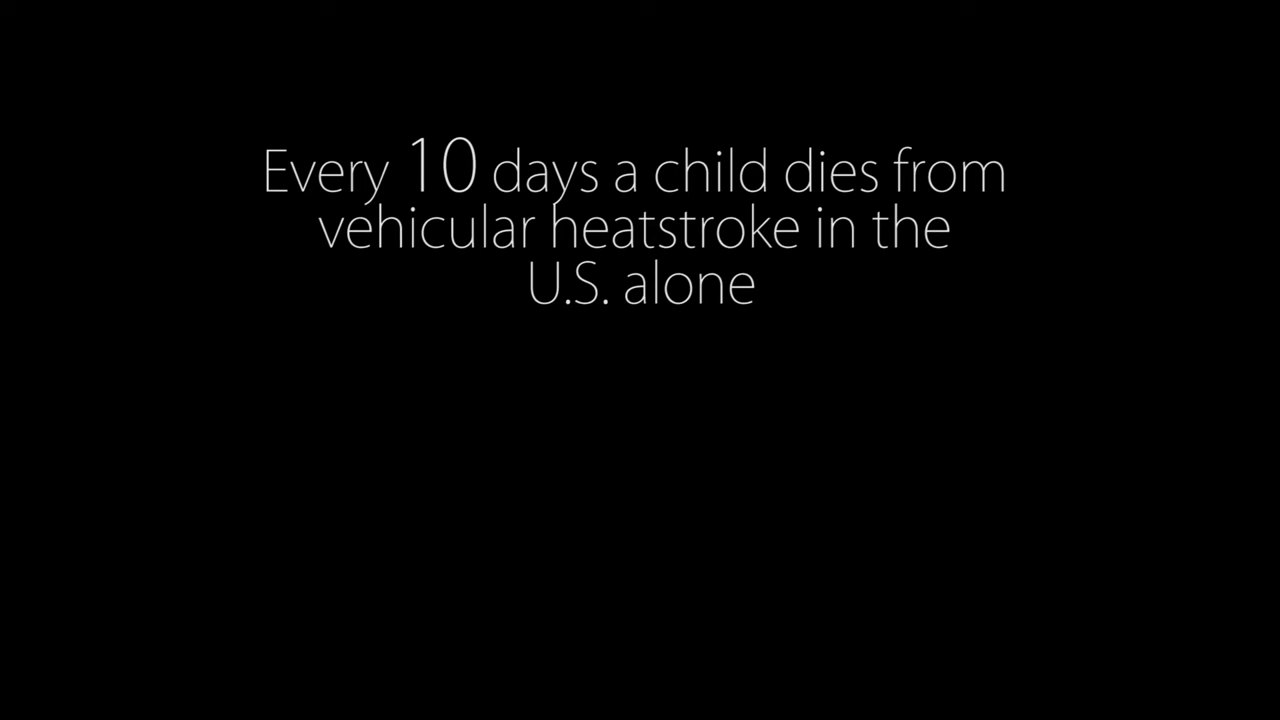 Every 10 days a child dies from
vehicular heatstroke in the
U.S. alone